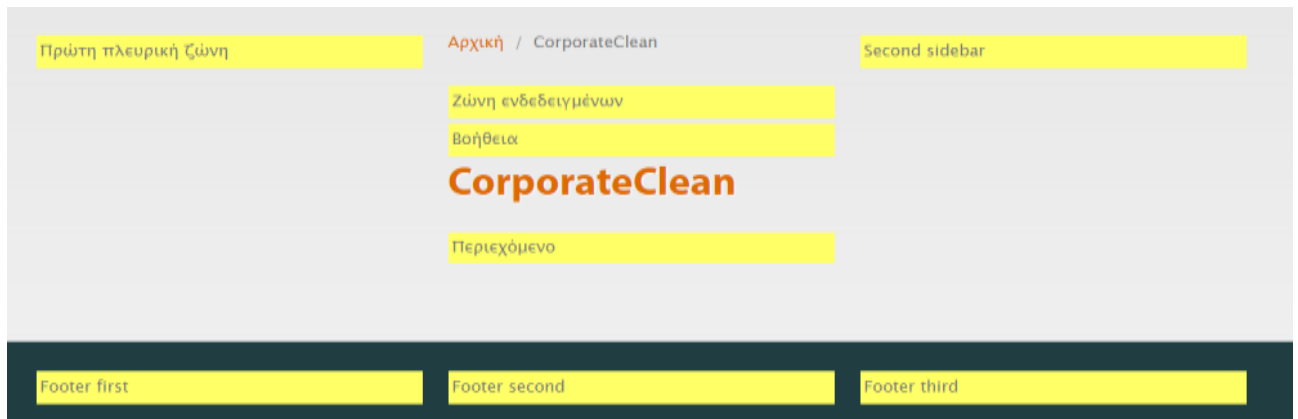 Πρώτη πλευρική ζώνη
Αρχική / CorporateClean
Second sidebar
Ζώνη ενδεδειγμένων
Βοήθεια
CorporateClean
Περιεχόμενο
Footer first
Footer second
Footer third